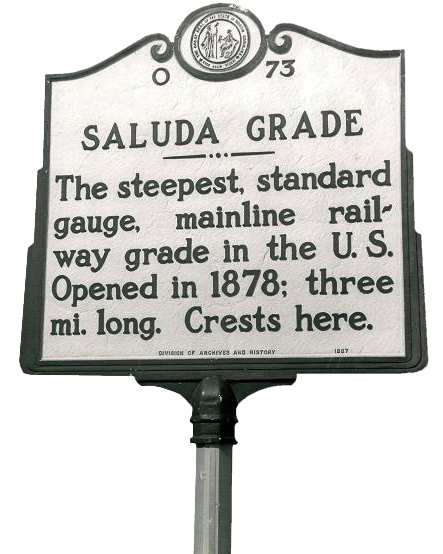 O 73
SALUDA GRADE
The steepest, standard
gauge, mainline rail-
way grade in the U.S.
Opened in 1878; three
mi. long. Crests here.
DIVISION OF ARCHIVES AND HISTORY 1987